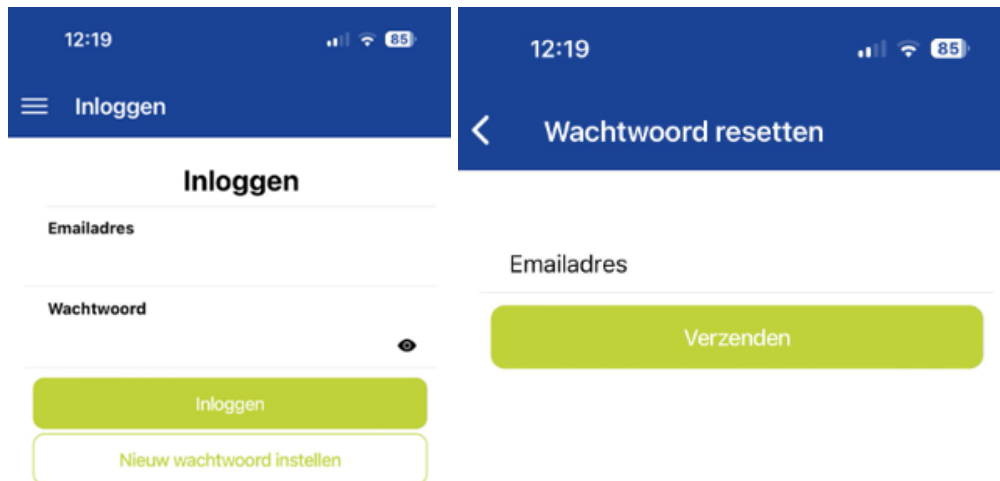 12:19
85
Inloggen
Inloggen
Emailadres
Wachtwoord
Inloggen
Nieuw wachtwoord instellen
12:19
85
Wachtwoord resetten
Emailadres
Verzenden